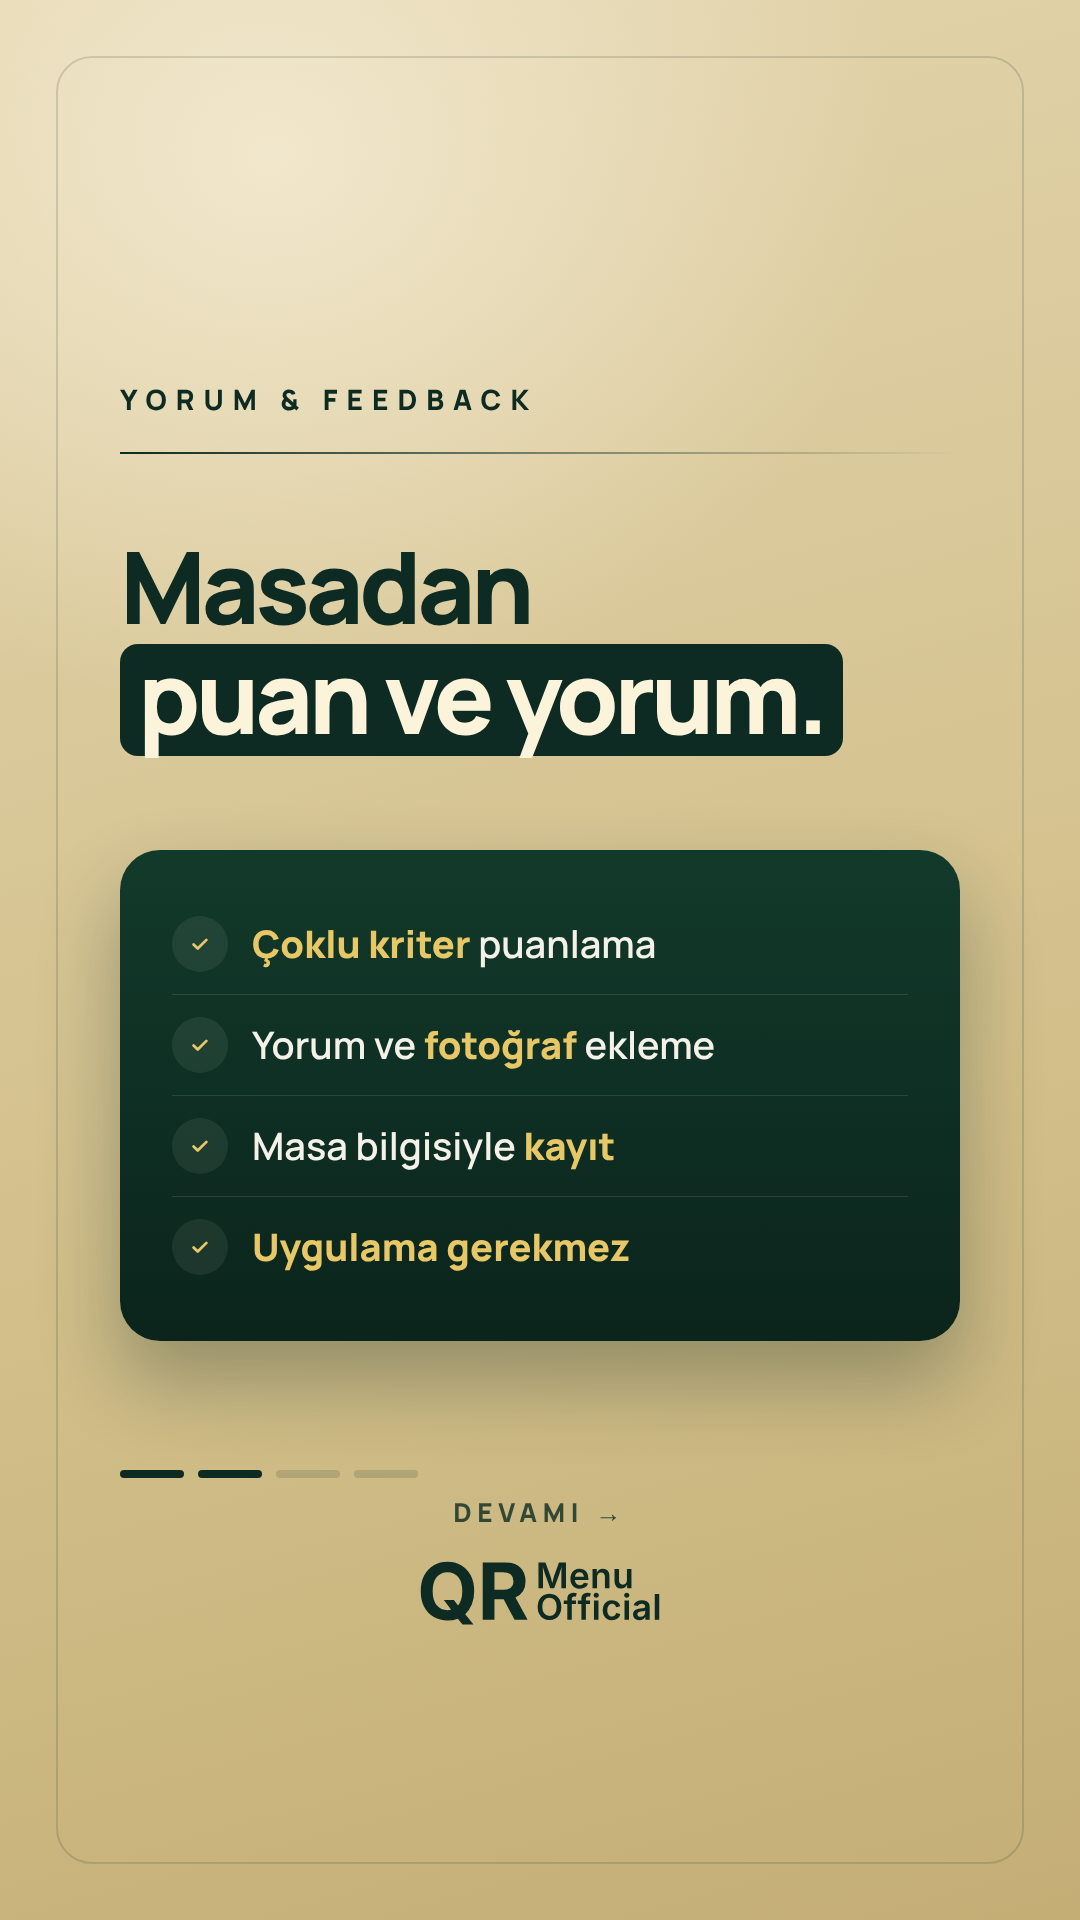 YORUM & FEEDBACK
Masadan
puan ve yorum.
Çoklu kriter puanlama
Yorum ve fotoğraf ekleme
Masa bilgisiyle kayıt
Uygulama gerekmez
DEVAMI →
QR Menu
Official